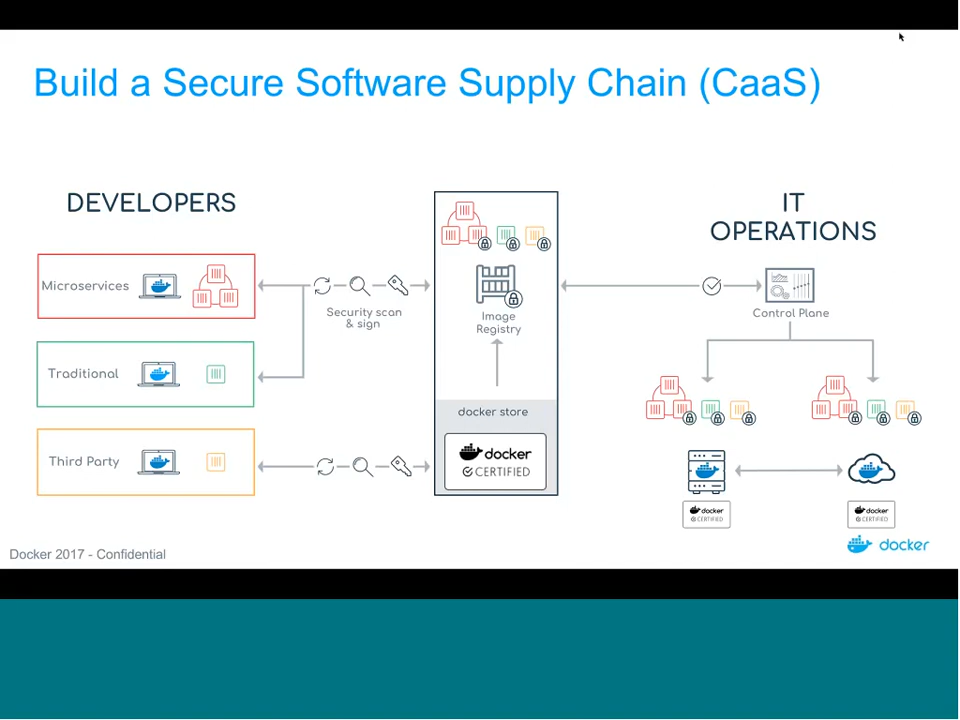 Build a Secure Software Supply Chain (CaaS)
DEVELOPERS
Microservices
Traditional
Third Party
Security scan
& sign
Image
Registry
docker store
docker
CERTIFIED
IT
OPERATIONS
Control Plane
docker
CERTIFIED
docker
CERTIFIED
Docker 2017 - Confidential
docker